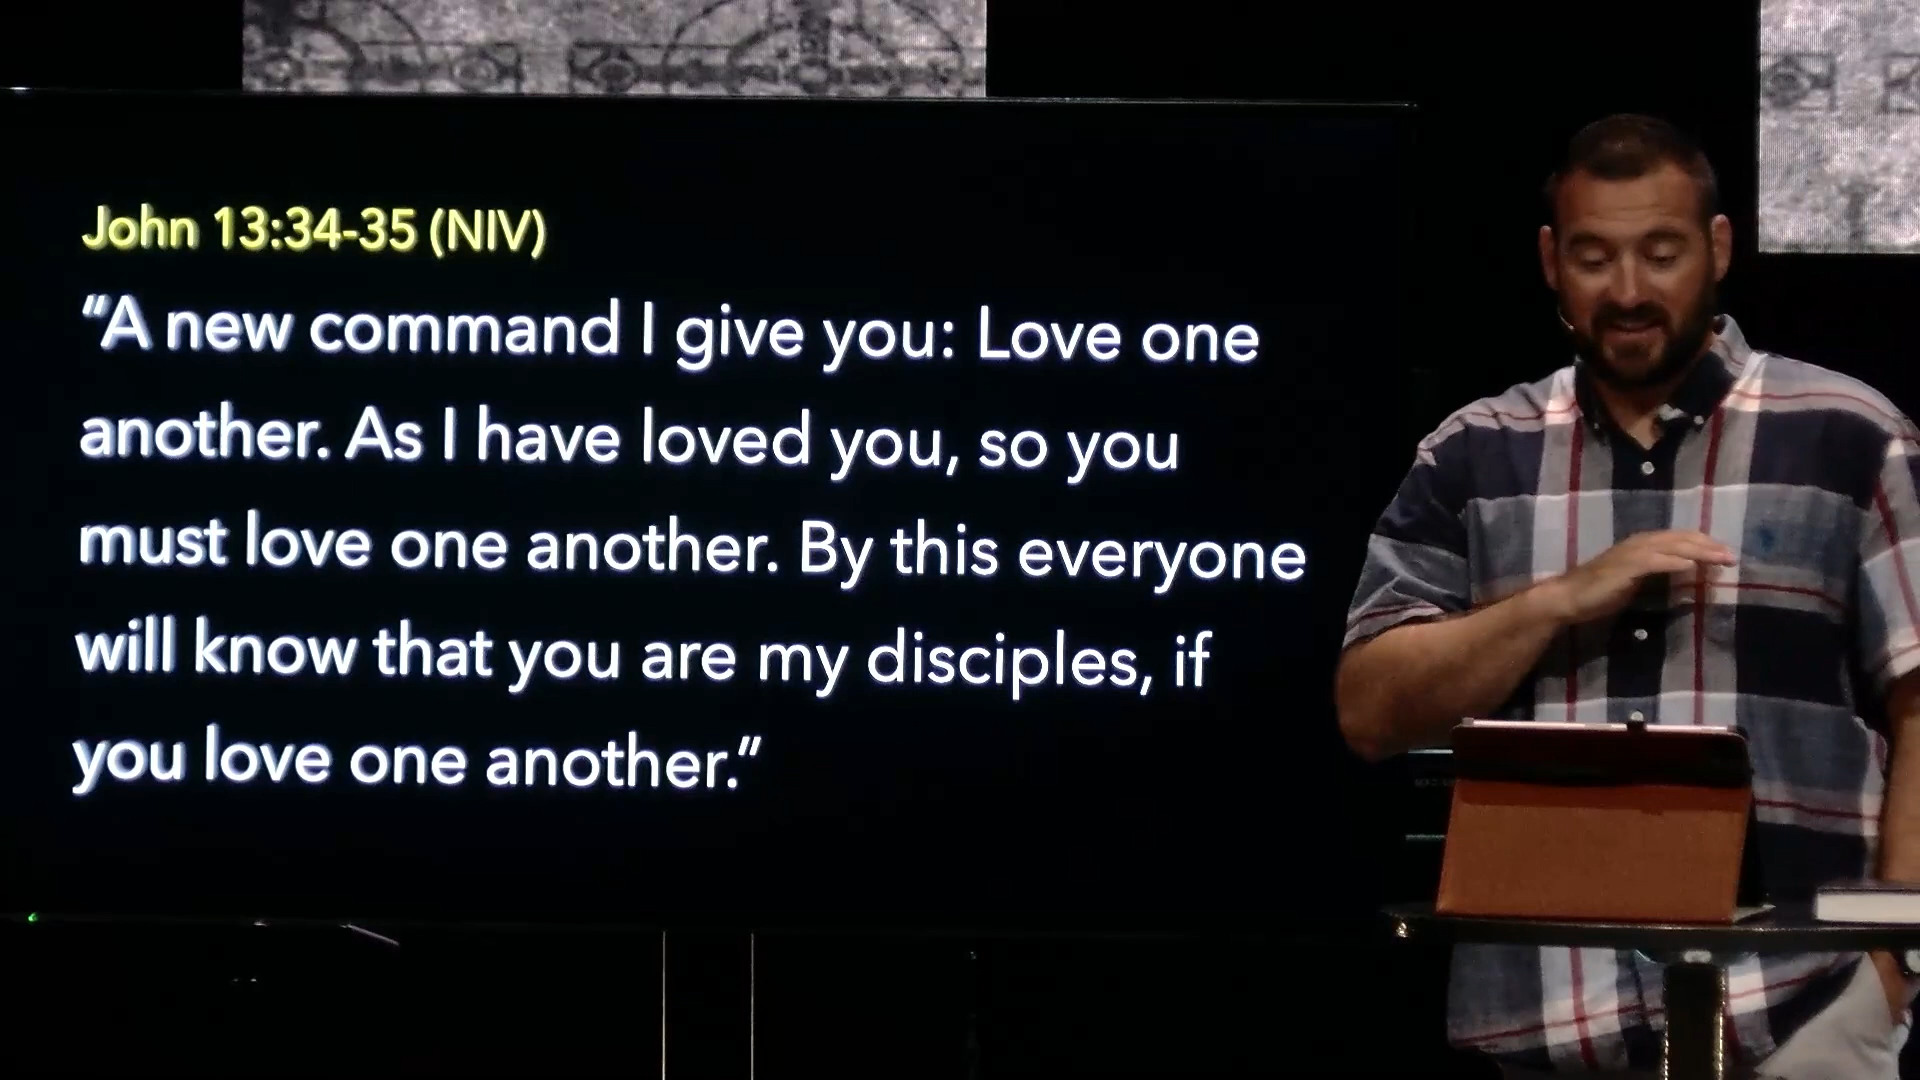 John 13:34-35 (NIV)
“A new command I give you: Love one
another. As I have loved you, so you
must love one another. By this everyone
will know that you are my disciples, if
you love one another.”